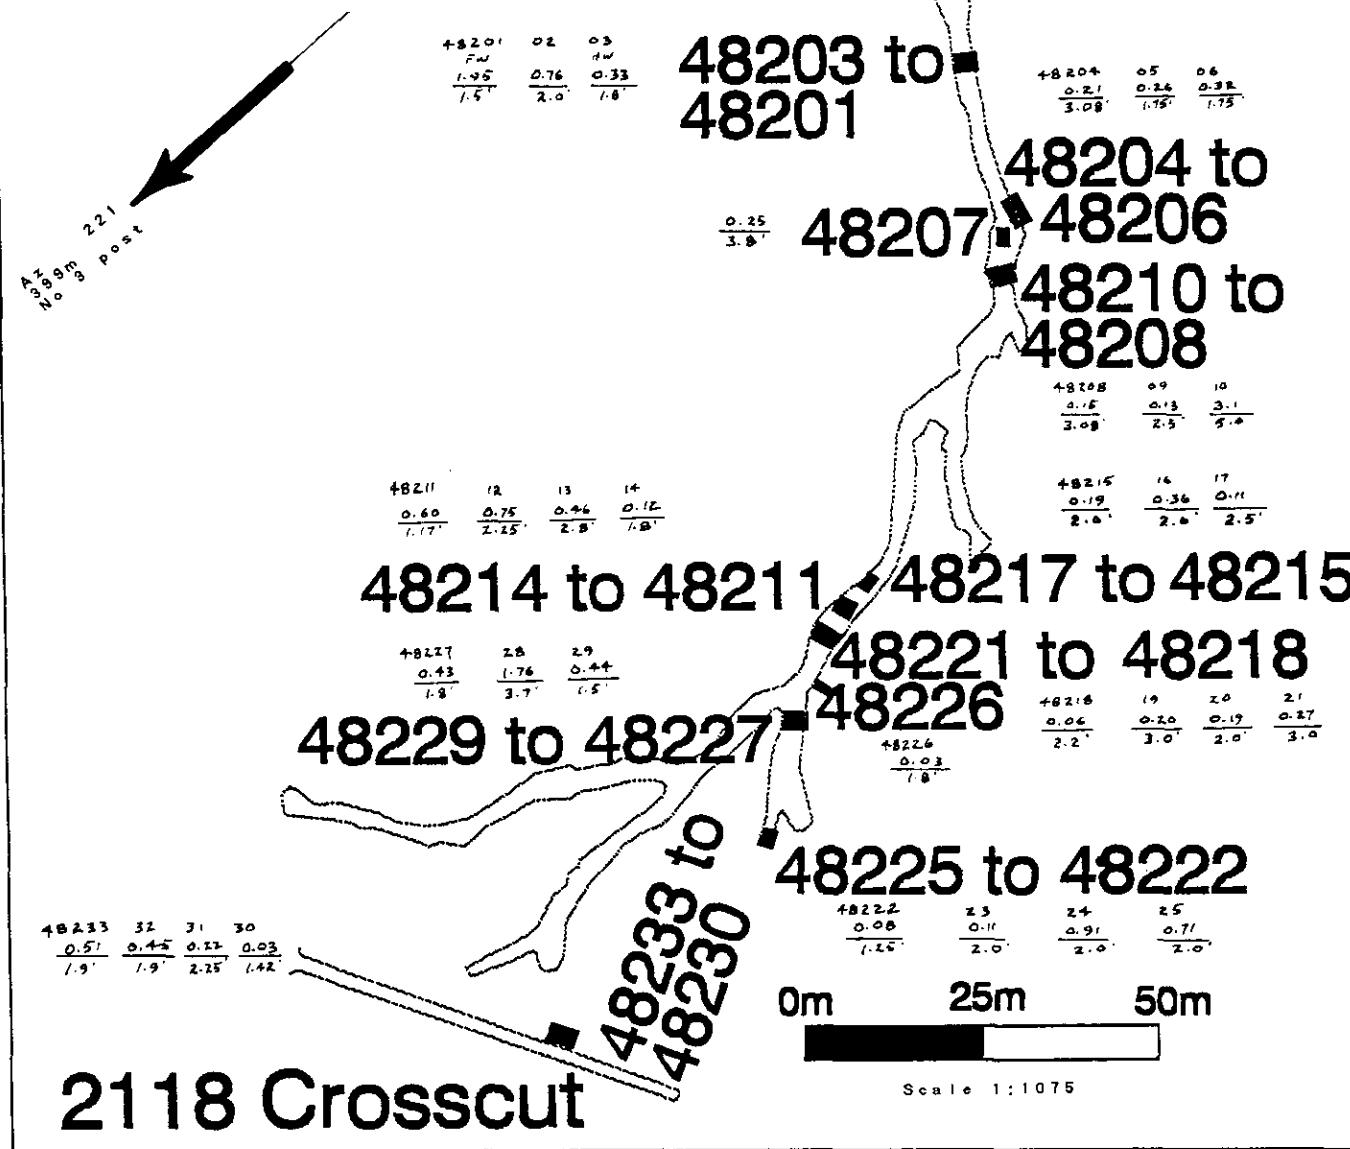 48201 02 03
FW HW
1.95 0.76 0.33
1.5' 2.0' 1.8'
48203 to
48201
48204 05 06
0.21 0.26 0.32
3.08' 1.75' 1.75'
48204 to
48206
0.25
3.8'
48207
48210 to
48208
Az 221
399m
No 3 post
48208 09 10
0.15 0.13 3.1
3.08' 2.5'
48215 16 17
0.19 0.36 0.11
2.6' 2.5'
48211 12 13 14
0.60 0.75 0.46 0.12
1.17' 2.25' 2.8' 1.8'
48214 to 48211
48217 to 48215
48221 to 48218
48227 28 29
0.43 1.76 0.44
1.8' 3.7' 1.5'
48226
48218 19 20 21
0.06 0.20 0.19 0.27
2.2' 3.0' 2.0' 3.0
48229 to 48227
48226
0.03
1.8'
48225 to 48222
48222 23 24 25
0.08 0.11 0.91 0.71
1.25' 2.0' 2.0' 2.0'
48233 to
48230
48233 32 31 30
0.51 0.45 0.22 0.03
1.9' 1.9' 2.25' 1.42'
0m 25m 50m
Scale 1:1075
2118 Crosscut